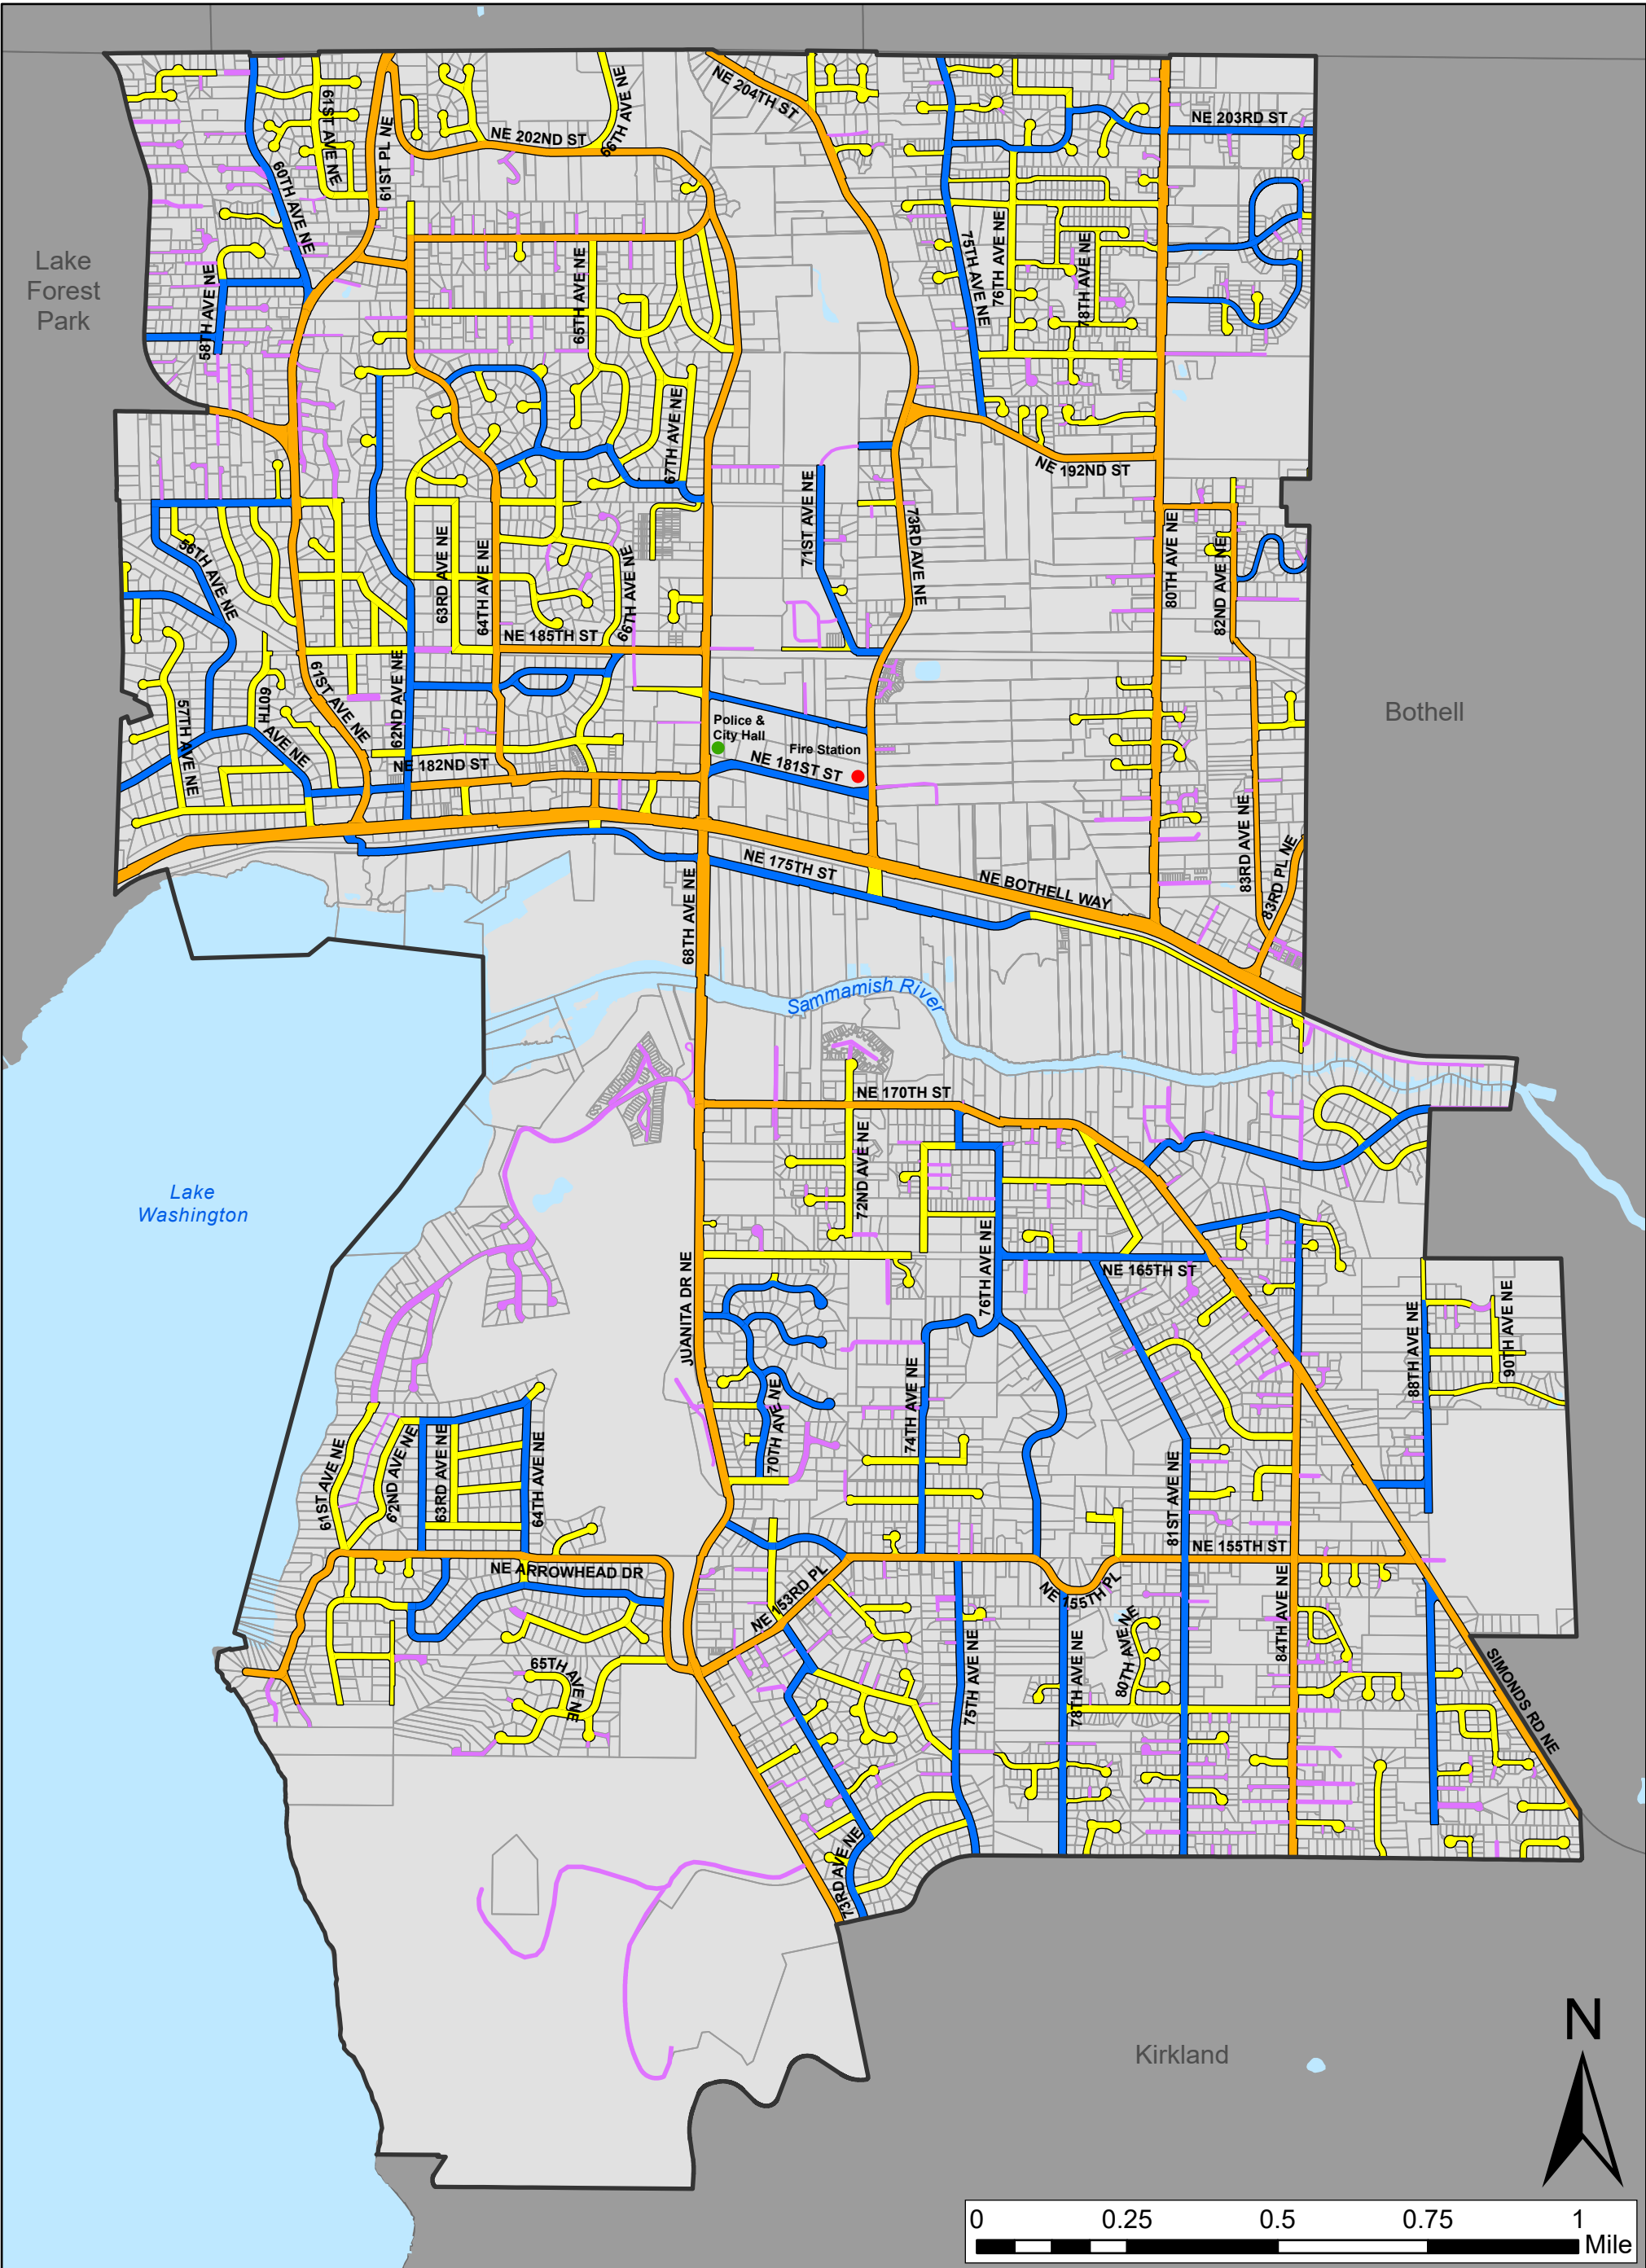 NE 204TH ST
66TH AVE NE
61ST AVE NE
61ST PL NE
NE 202ND ST
NE 203RD ST
60TH AVE NE
Lake
Forest
Park
58TH AVE NE
65TH AVE NE
75TH AVE NE
76TH AVE NE
78TH AVE NE
67TH AVE NE
NE 192ND ST
71ST AVE NE
73RD AVE NE
80TH AVE NE
82ND AVE NE
56TH AVE NE
63RD AVE NE
64TH AVE NE
66TH AVE NE
NE 185TH ST
61ST AVE NE
62ND AVE NE
60TH
AVE NE
57TH AVE NE
Bothell
Police &
City Hall
Fire Station
NE 181ST ST
NE 182ND ST
83RD AVE NE
83RD PL NE
NE 175TH ST
NE BOTHELL WAY
68TH AVE NE
Sammamish River
NE 170TH ST
72ND AVE NE
Lake
Washington
76TH AVE NE
NE 165TH ST
JUANITA DR NE
88TH AVE NE
90TH AVE NE
70TH AVE NE
74TH AVE NE
61ST AVE NE
62ND AVE NE
63RD AVE NE
64TH AVE NE
81ST AVE NE
NE 155TH ST
NE ARROWHEAD DR
NE 153RD PL
NE 155TH PL
84TH AVE NE
65TH AVE NE
75TH AVE NE
78TH AVE NE
80TH AVE NE
SIMONDS RD NE
73RD AVE NE
N
Kirkland
0 0.25 0.5 0.75 1
Mile